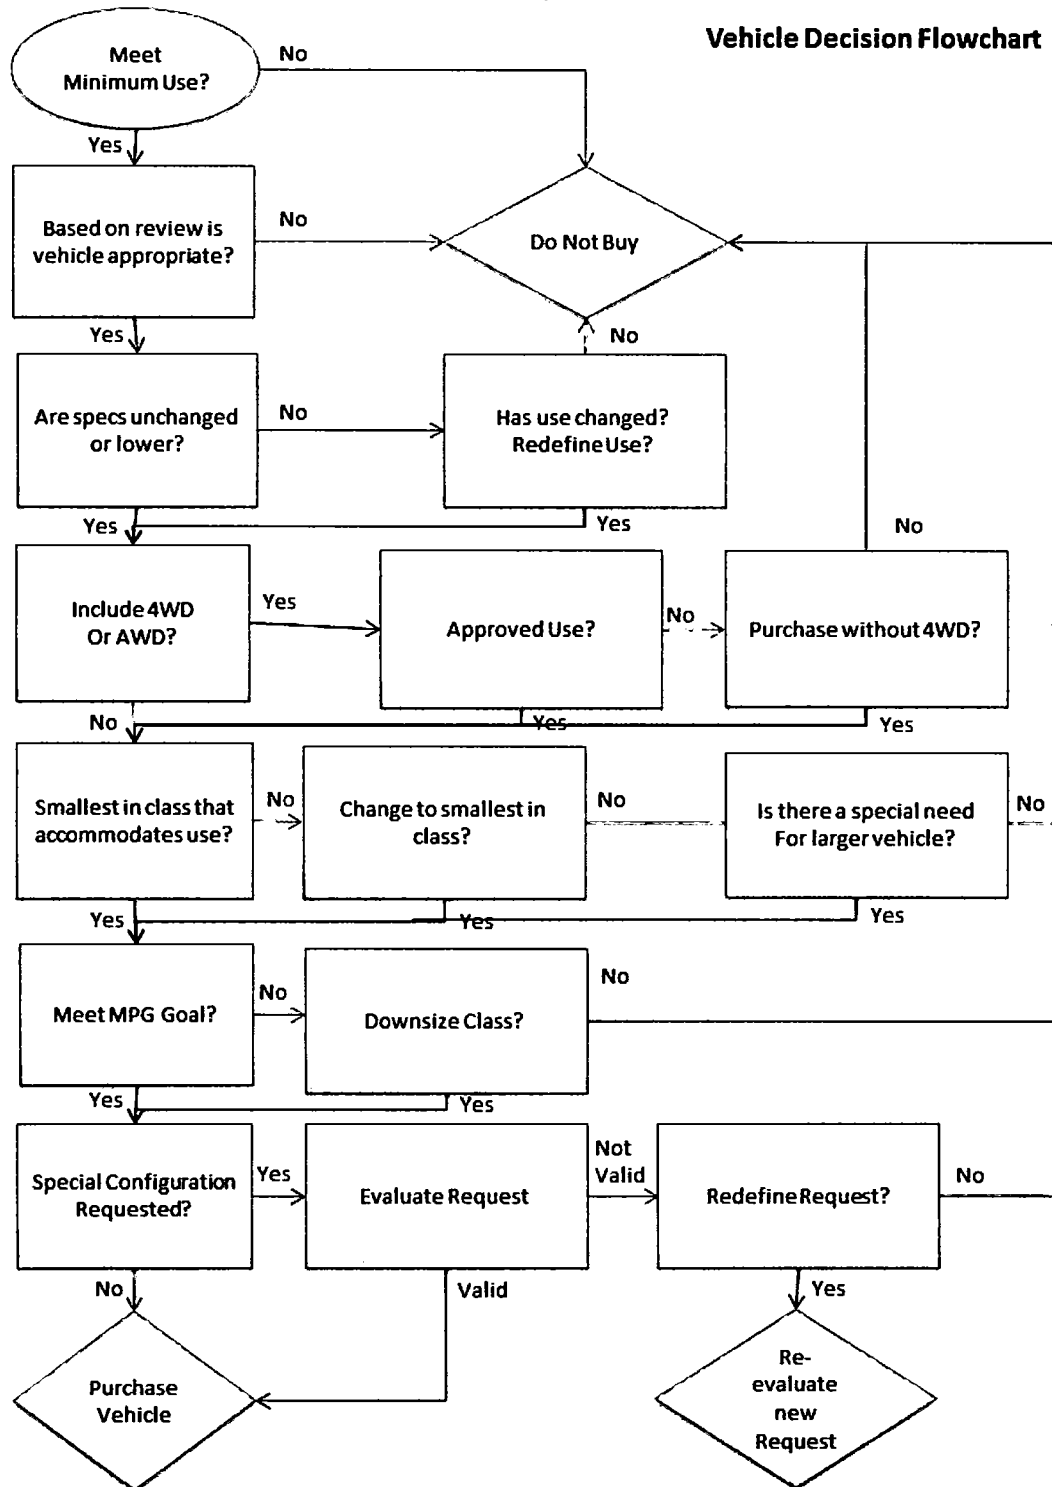 Vehicle Decision Flowchart
Meet
Minimum Use?
No
Yes
Based on review is
vehicle appropriate?
No
Do Not Buy
Yes
No
Are specs unchanged
or lower?
No
Has use changed?
Redefine Use?
Yes
Yes
No
Include 4WD
Or AWD?
Yes
Approved Use?
No
Purchase without 4WD?
No
Yes
Yes
Smallest in class that
accommodates use?
No
Change to smallest in
class?
No
Is there a special need
For larger vehicle?
No
Yes
Yes
Yes
Meet MPG Goal?
No
Downsize Class?
No
Yes
Yes
Special Configuration
Requested?
Yes
Evaluate Request
Not
Valid
Redefine Request?
No
No
Valid
Yes
Purchase
Vehicle
Re-
evaluate
new
Request